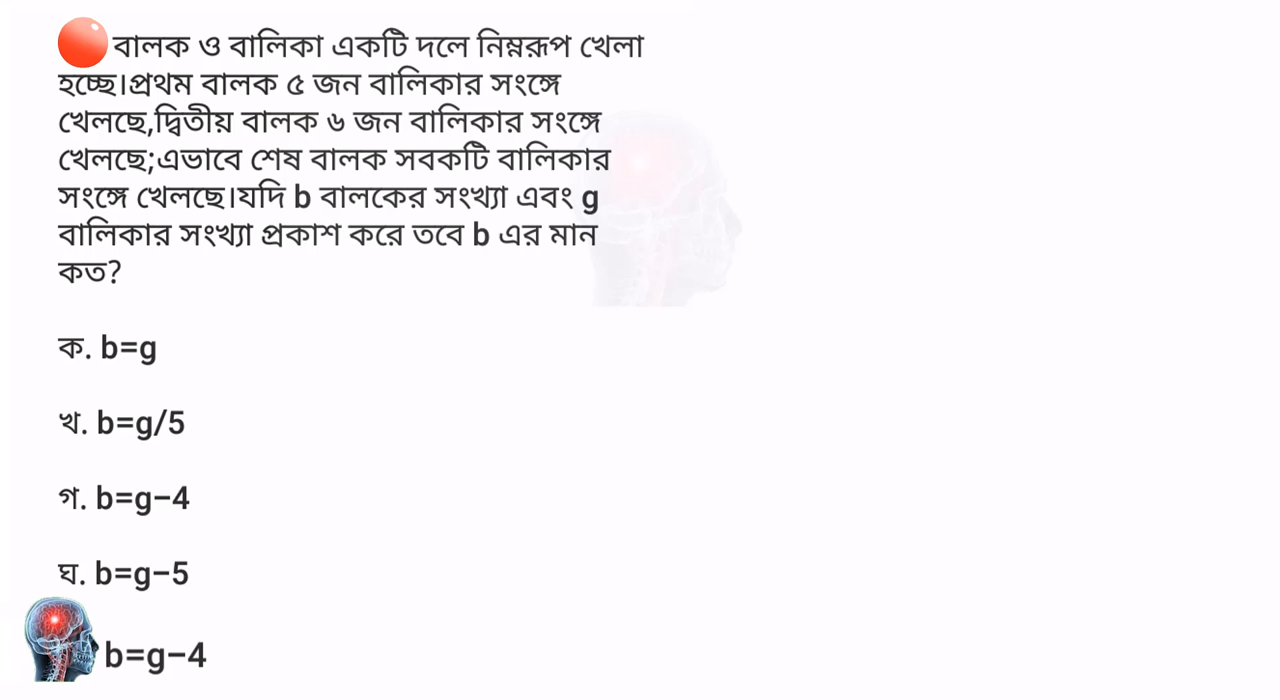 বালক ও বালিকা একটি দলে নিম্নরূপ খেলা
হচ্ছে।প্রথম বালক ৫ জন বালিকার সংঙ্গে
খেলছে,দ্বিতীয় বালক ৬ জন বালিকার সংঙ্গে
খেলছে;এভাবে শেষ বালক সবকটি বালিকার
সংঙ্গে খেলছে।যদি b বালকের সংখ্যা এবং g
বালিকার সংখ্যা প্রকাশ করে তবে b এর মান
কত?
ক. b=g
খ. b=g/5
গ. b=g−4
ঘ. b=g−5
b=g−4